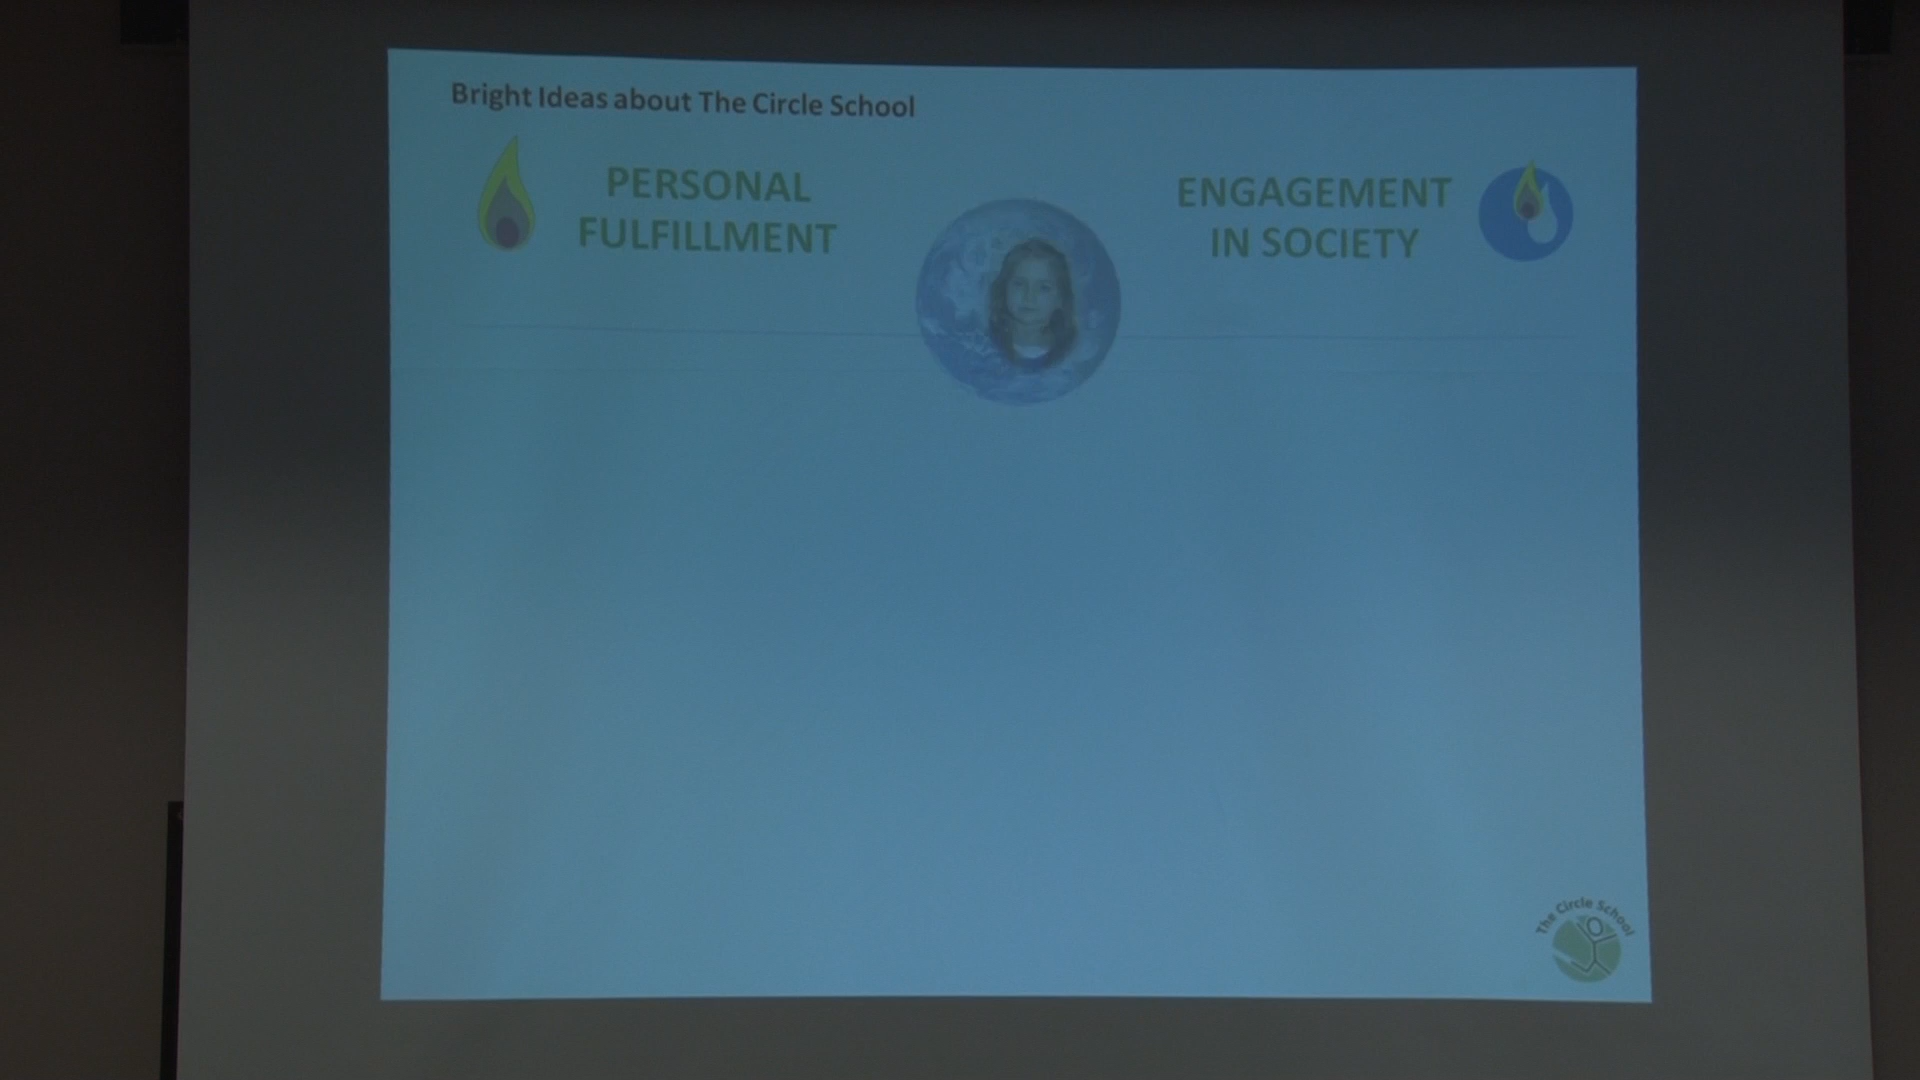 Bright Ideas about The Circle School
PERSONAL
FULFILLMENT
ENGAGEMENT
IN SOCIETY
The Circle School